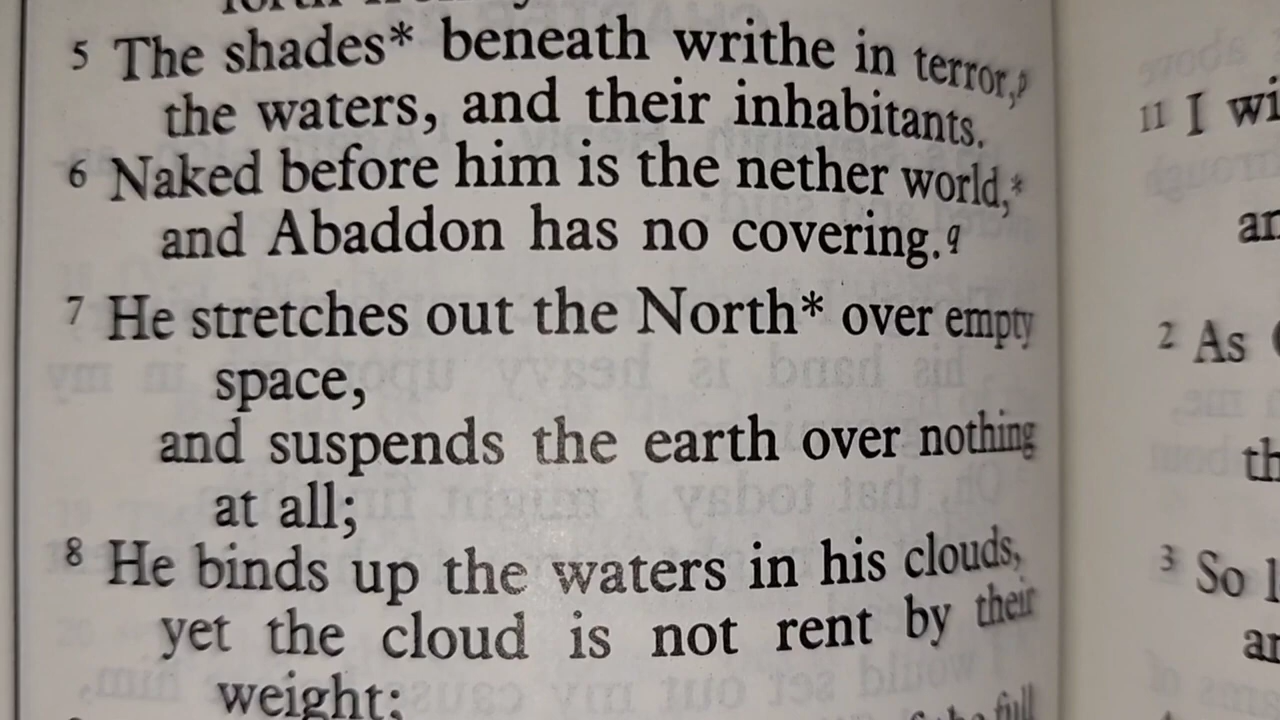 5 The shades* beneath writhe in terror,p
the waters, and their inhabitants.
6 Naked before him is the nether world,*
and Abaddon has no covering.q
7 He stretches out the North* over empty
space,
and suspends the earth over nothing
at all;
8 He binds up the waters in his clouds,
yet the cloud is not rent by their
weight;
full
11 I
2 As
3 So